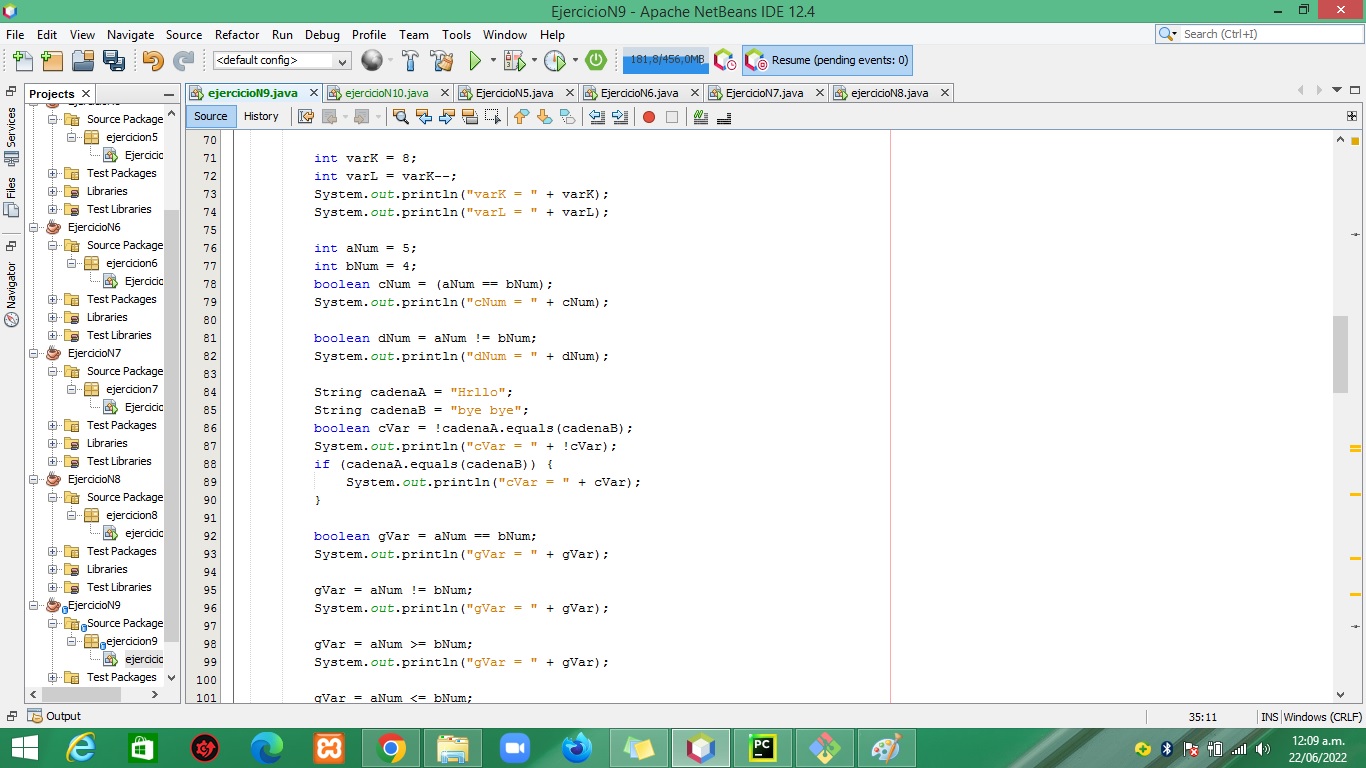 EjercicioN9 - Apache NetBeans IDE 12.4
File Edit View Navigate Source Refactor Run Debug Profile Team Tools Window Help
Search (Ctrl+I)
<default config>
181,8/456,0MB
Resume (pending events: 0)
Projects
ejercicioN9.java ejercicioN10.java EjercicioN5.java EjercicioN6.java EjercicioN7.java ejercicioN8.java
Source History
Services
Files
Navigator
Source Package
ejercicion5
Ejercicio
Test Packages
Libraries
Test Libraries
EjercicioN6
Source Package
ejercicion6
Ejercicio
Test Packages
Libraries
Test Libraries
EjercicioN7
Source Package
ejercicion7
Ejercicio
Test Packages
Libraries
Test Libraries
EjercicioN8
Source Package
ejercicion8
ejercicio
Test Packages
Libraries
Test Libraries
EjercicioN9
Source Package
ejercicion9
ejercicio
Test Packages
70
71 int varK = 8;
72 int varL = varK--;
73 System.out.println("varK = " + varK);
74 System.out.println("varL = " + varL);
75
76 int aNum = 5;
77 int bNum = 4;
78 boolean cNum = (aNum == bNum);
79 System.out.println("cNum = " + cNum);
80
81 boolean dNum = aNum != bNum;
82 System.out.println("dNum = " + dNum);
83
84 String cadenaA = "Hrllo";
85 String cadenaB = "bye bye";
86 boolean cVar = !cadenaA.equals(cadenaB);
87 System.out.println("cVar = " + !cVar);
88 if (cadenaA.equals(cadenaB)) {
89 System.out.println("cVar = " + cVar);
90 }
91
92 boolean gVar = aNum == bNum;
93 System.out.println("gVar = " + gVar);
94
95 gVar = aNum != bNum;
96 System.out.println("gVar = " + gVar);
97
98 gVar = aNum >= bNum;
99 System.out.println("gVar = " + gVar);
100
101 gVar = aNum <= bNum;
Output
35:11 INS Windows (CRLF)
PC
12:09 a.m.
22/06/2022